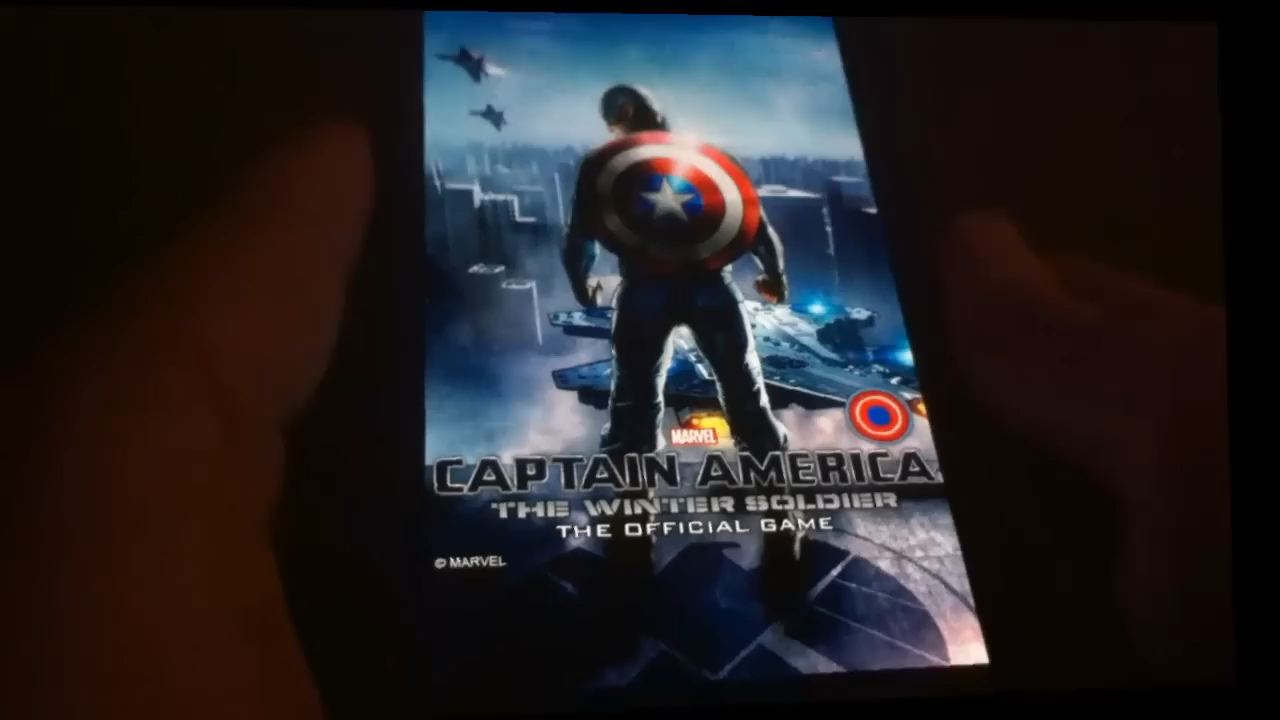 MARVEL
CAPTAIN AMERICA
THE WINTER SOLDIER
THE OFFICIAL GAME
© MARVEL